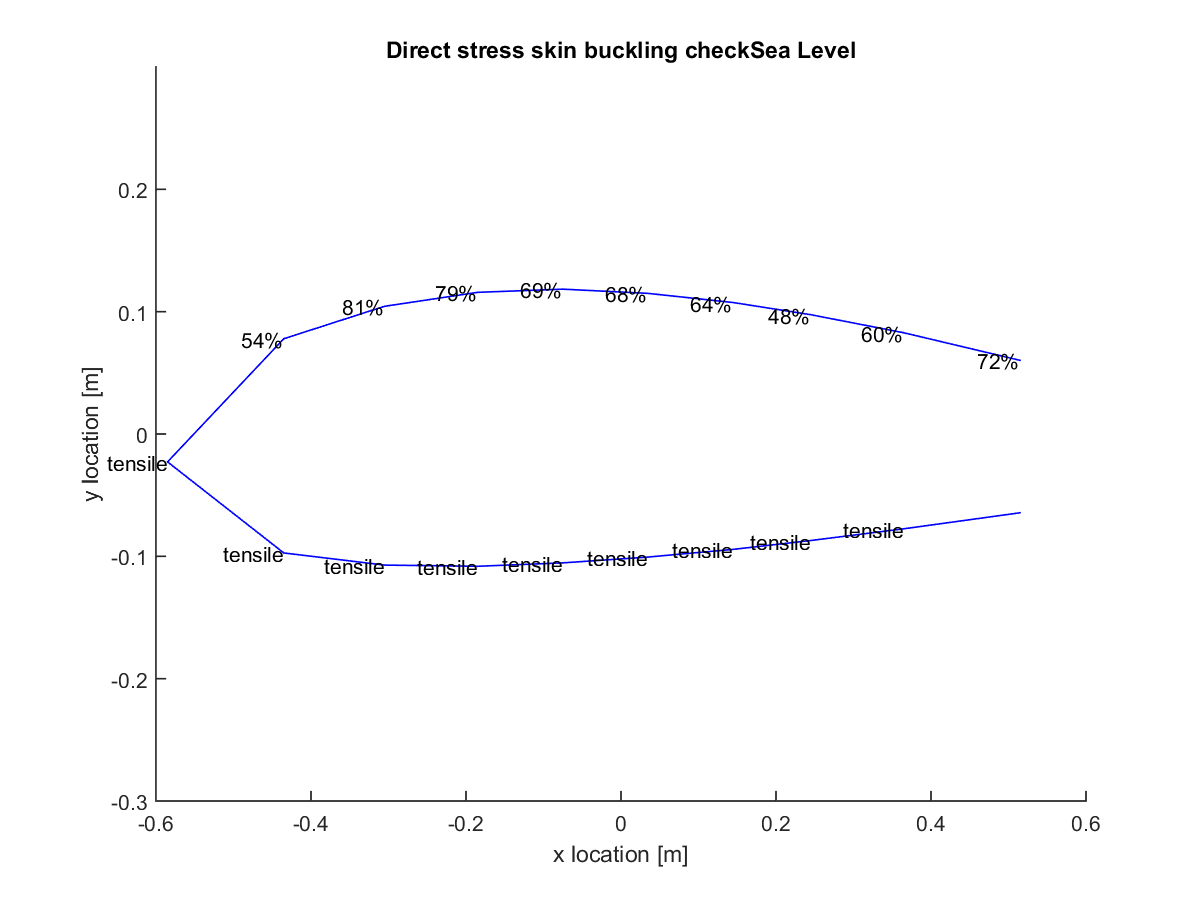 Direct stress skin buckling checkSea Level
0.2
0.1
0
-0.1
-0.2
-0.3
y location [m]
54%
81%
79%
69%
68%
64%
48%
60%
72%
tensile
tensile
tensile
tensile
tensile
tensile
tensile
tensile
tensile
-0.6
-0.4
-0.2
0
0.2
0.4
0.6
x location [m]